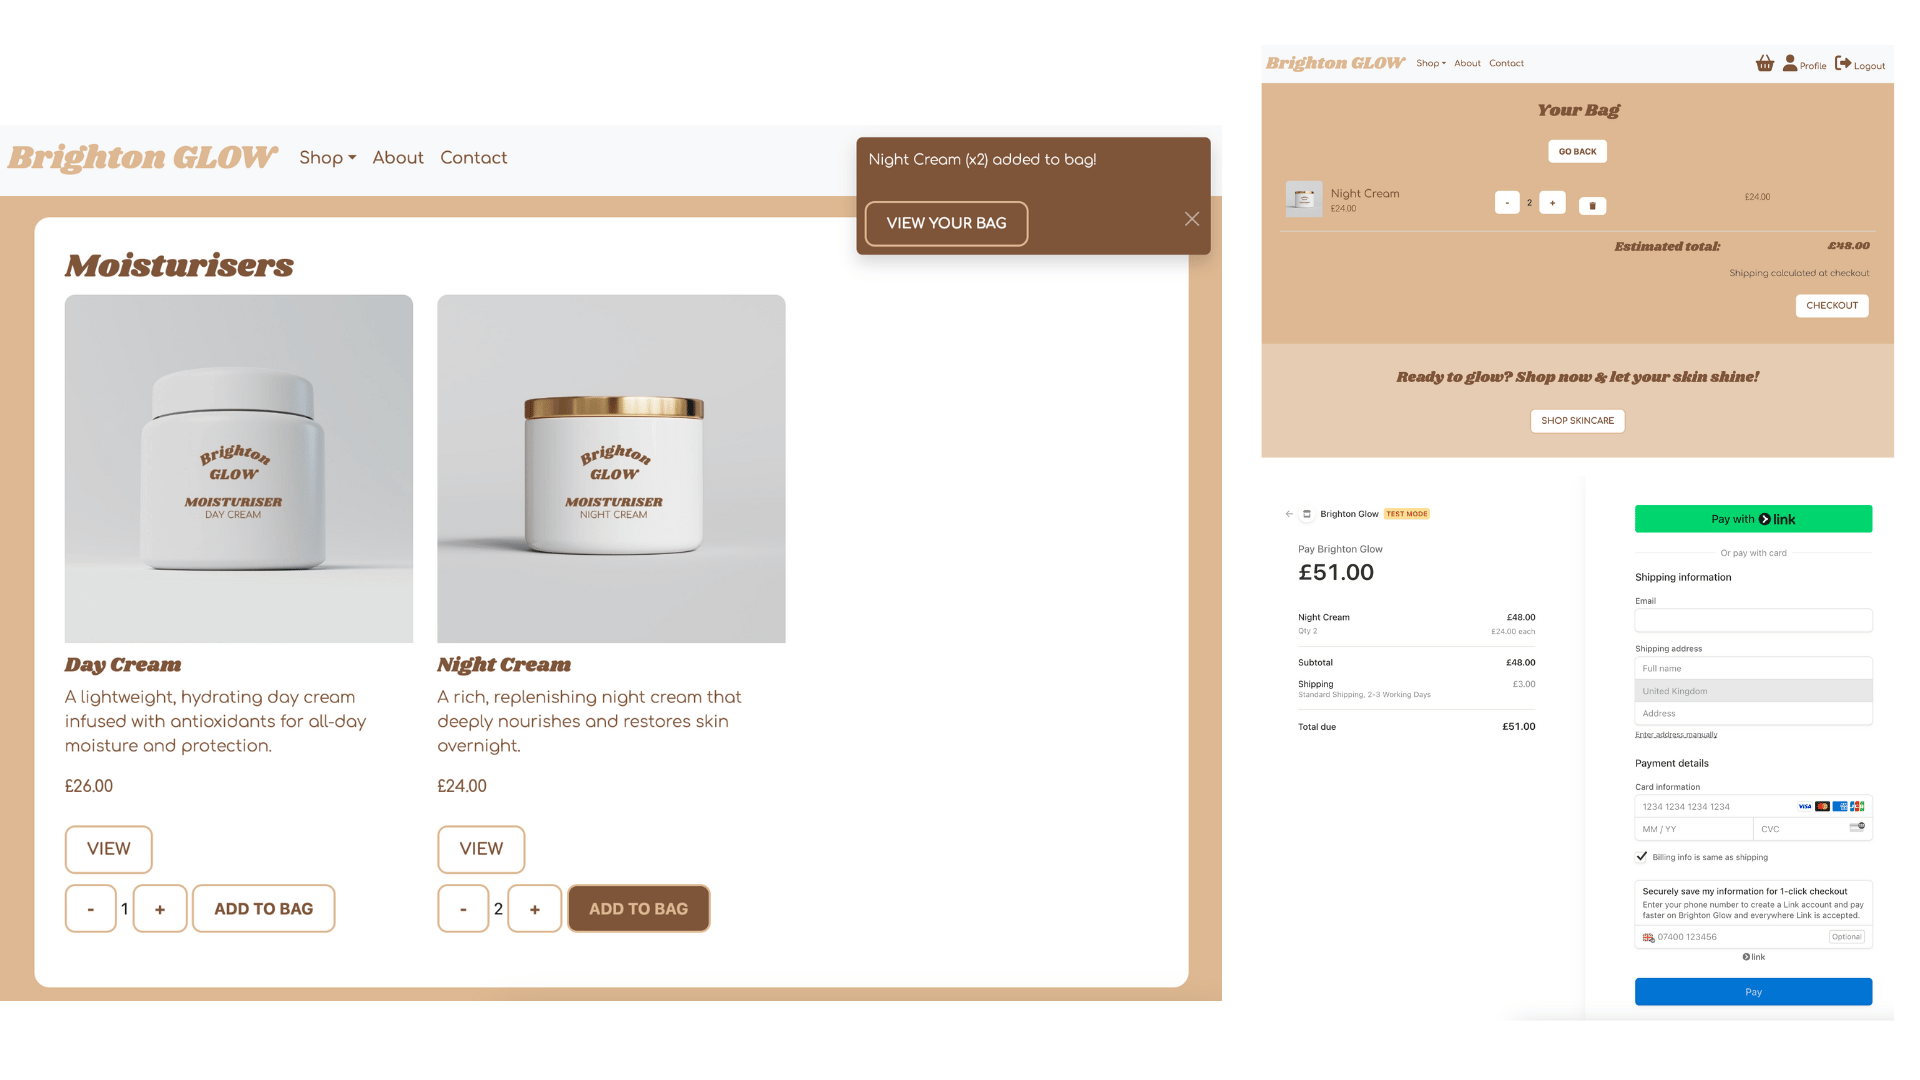 Brighton GLOW Shop About Contact
Night Cream (x2) added to bag!
VIEW YOUR BAG
Moisturisers
Brighton
GLOW
MOISTURISER
DAY CREAM
Brighton
GLOW
MOISTURISER
NIGHT CREAM
Day Cream
A lightweight, hydrating day cream
infused with antioxidants for all-day
moisture and protection.
£26.00
VIEW
- 1 + ADD TO BAG
Night Cream
A rich, replenishing night cream that
deeply nourishes and restores skin
overnight.
£24.00
VIEW
- 2 + ADD TO BAG
Brighton GLOW Shop About Contact Profile Logout
Your Bag
GO BACK
Night Cream
£24.00
- 2 +
£24.00
Estimated total: £48.00
Shipping calculated at checkout
CHECKOUT
Ready to glow? Shop now & let your skin shine!
SHOP SKINCARE
Brighton Glow TEST MODE
Pay Brighton Glow
£51.00
Night Cream £48.00
Qty 2 £24.00 each
Subtotal £48.00
Shipping £3.00
Standard Shipping, 2-3 Working Days
Total due £51.00
Pay with link
Or pay with card
Shipping information
Email
Shipping address
Full name
United Kingdom
Address
Enter address manually
Payment details
Card information
1234 1234 1234 1234 VISA
MM / YY CVC
Billing info is same as shipping
Securely save my information for 1-click checkout
Enter your phone number to create a Link account and pay
faster on Brighton Glow and everywhere Link is accepted.
07400 123456 Optional
link
Pay